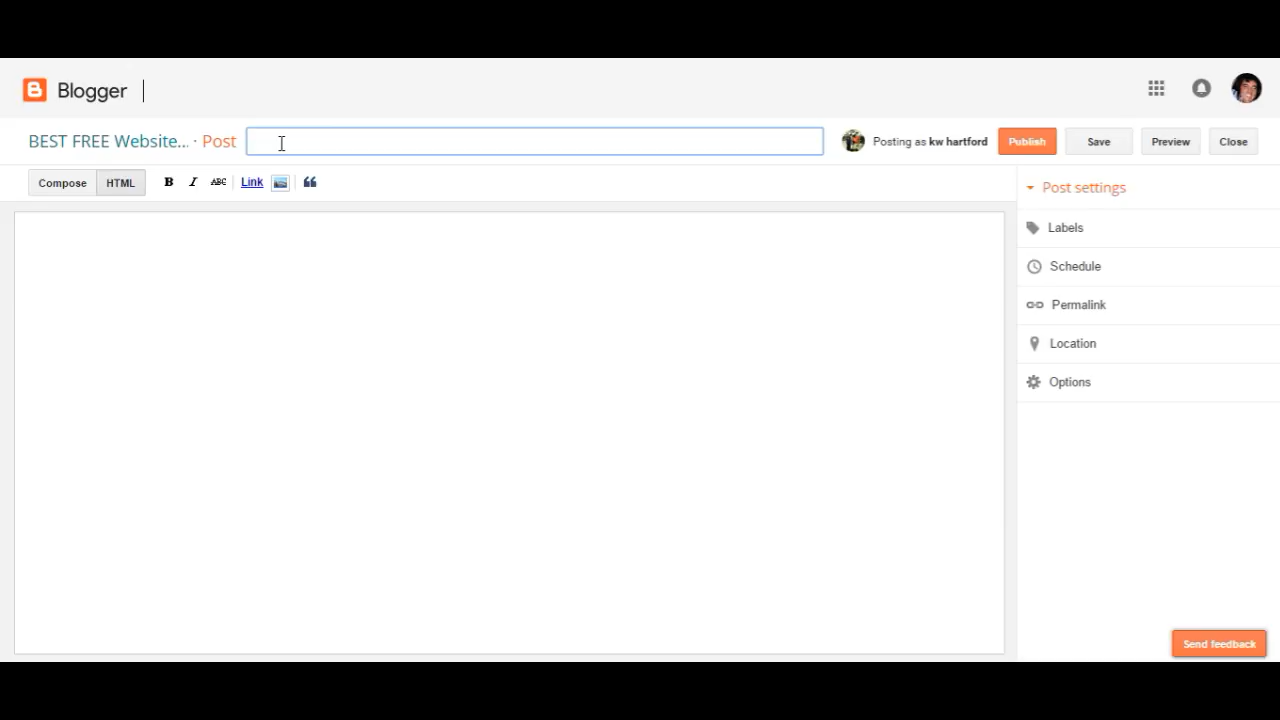 Blogger
BEST FREE Website... · Post
Posting as kw hartford
Publish
Save
Preview
Close
Compose
HTML
B
I
ABC
Link
Post settings
Labels
Schedule
Permalink
Location
Options
Send feedback